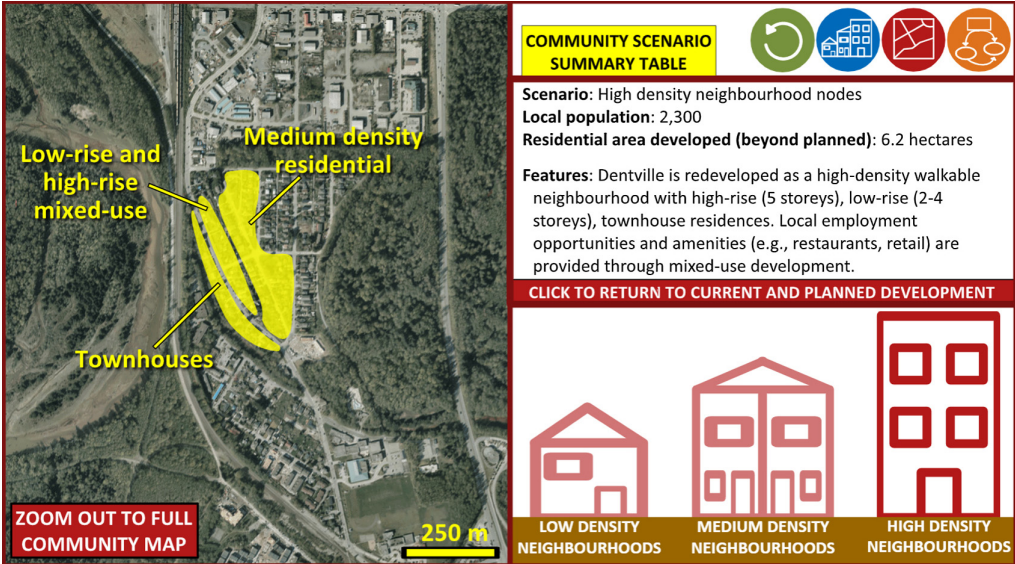 Low-rise and
high-rise
mixed-use
Medium density
residential
Townhouses
ZOOM OUT TO FULL
COMMUNITY MAP
250 m
COMMUNITY SCENARIO
SUMMARY TABLE
Scenario: High density neighbourhood nodes
Local population: 2,300
Residential area developed (beyond planned): 6.2 hectares
Features: Dentville is redeveloped as a high-density walkable
neighbourhood with high-rise (5 storeys), low-rise (2-4
storeys), townhouse residences. Local employment
opportunities and amenities (e.g., restaurants, retail) are
provided through mixed-use development.
CLICK TO RETURN TO CURRENT AND PLANNED DEVELOPMENT
LOW DENSITY
NEIGHBOURHOODS
MEDIUM DENSITY
NEIGHBOURHOODS
HIGH DENSITY
NEIGHBOURHOODS